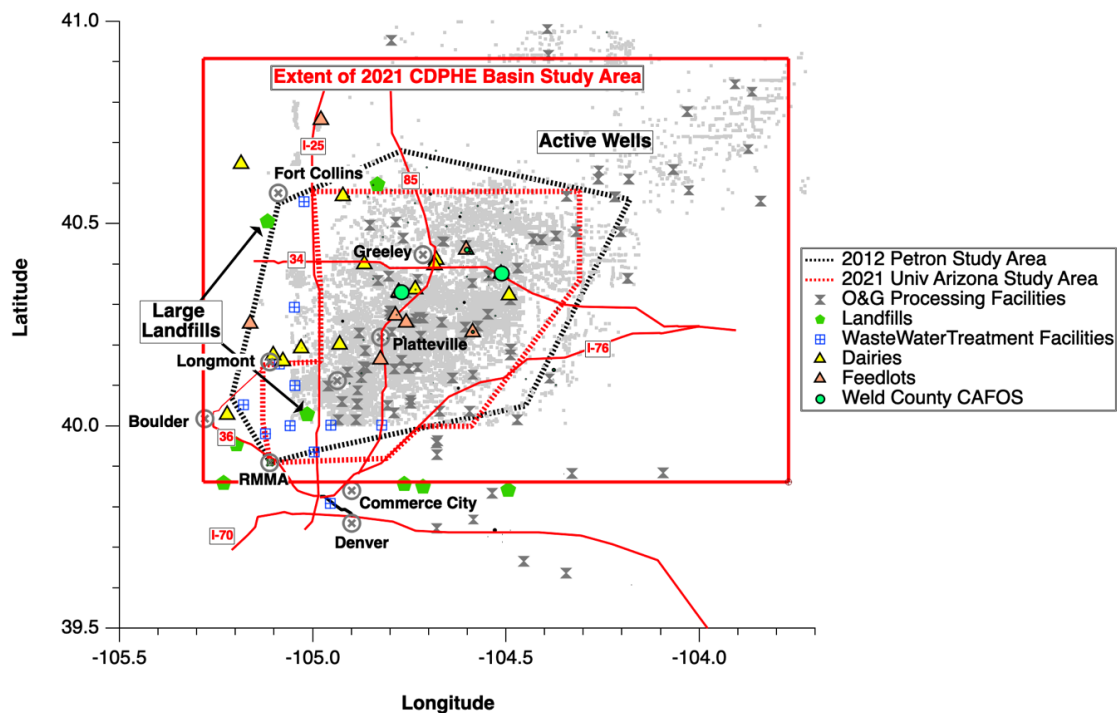 41.0
Extent of 2021 CDPHE Basin Study Area
I-25
Active Wells
Fort Collins
85
40.5
Greeley
34
Latitude
Large
Landfills
Platteville
Longmont
I-76
Boulder
40.0
36
RMMA
Commerce City
I-70
Denver
39.5
-105.5
-105.0
-104.5
-104.0
Longitude
2012 Petron Study Area
2021 Univ Arizona Study Area
O&G Processing Facilities
Landfills
WasteWaterTreatment Facilities
Dairies
Feedlots
Weld County CAFOS